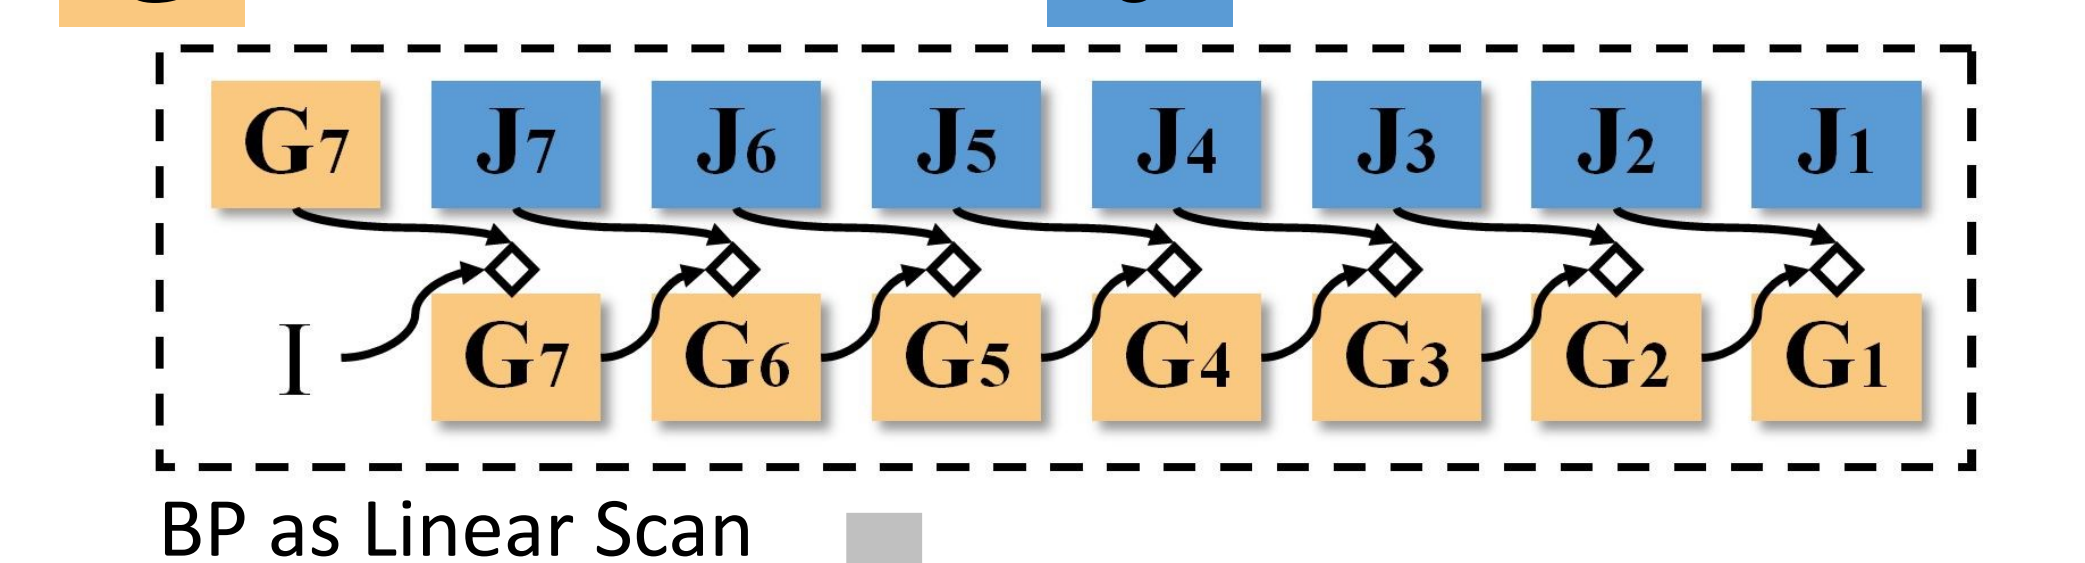 G7 J7 J6 J5 J4 J3 J2 J1
I G7 G6 G5 G4 G3 G2 G1
BP as Linear Scan